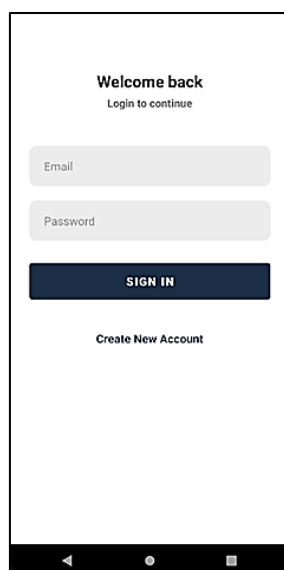 Welcome back
Login to continue
Email
Password
SIGN IN
Create New Account